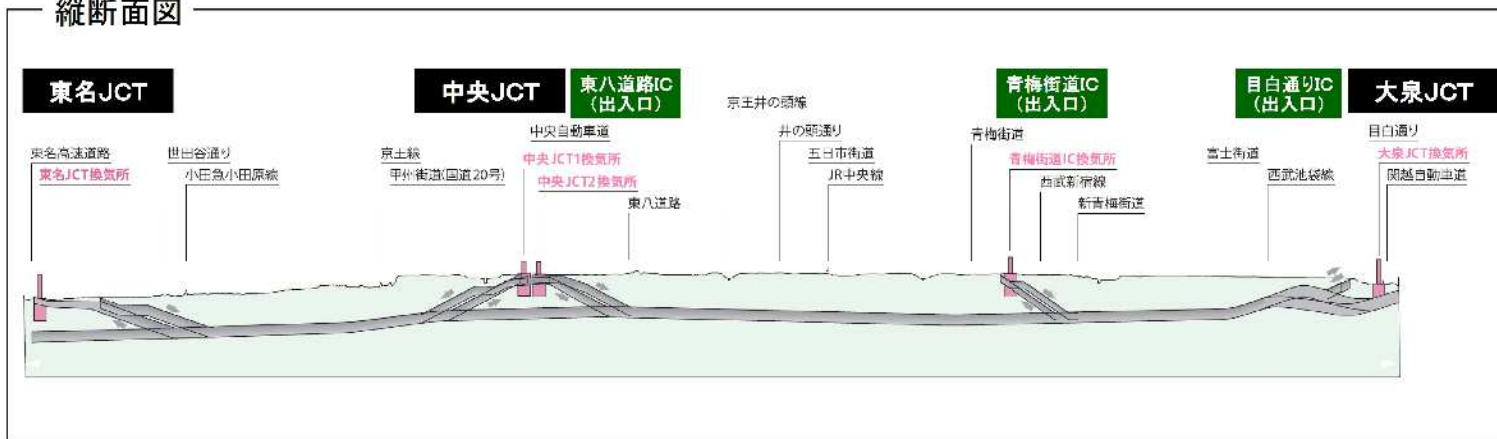 縦断面図
東名JCT
中央JCT
東八道路IC
(出入口)
青梅街道IC
(出入口)
目白通りIC
(出入口)
大泉JCT
東名高速道路
東名JCT換気所
世田谷通り
小田急小田原線
京王線
甲州街道(国道20号)
中央自動車道
中央JCT1換気所
中央JCT2換気所
東八道路
京王井の頭線
井の頭通り
五日市街道
JR中央線
青梅街道
青梅街道IC換気所
西武新宿線
新青梅街道
富士街道
西武池袋線
目白通り
大泉JCT換気所
関越自動車道